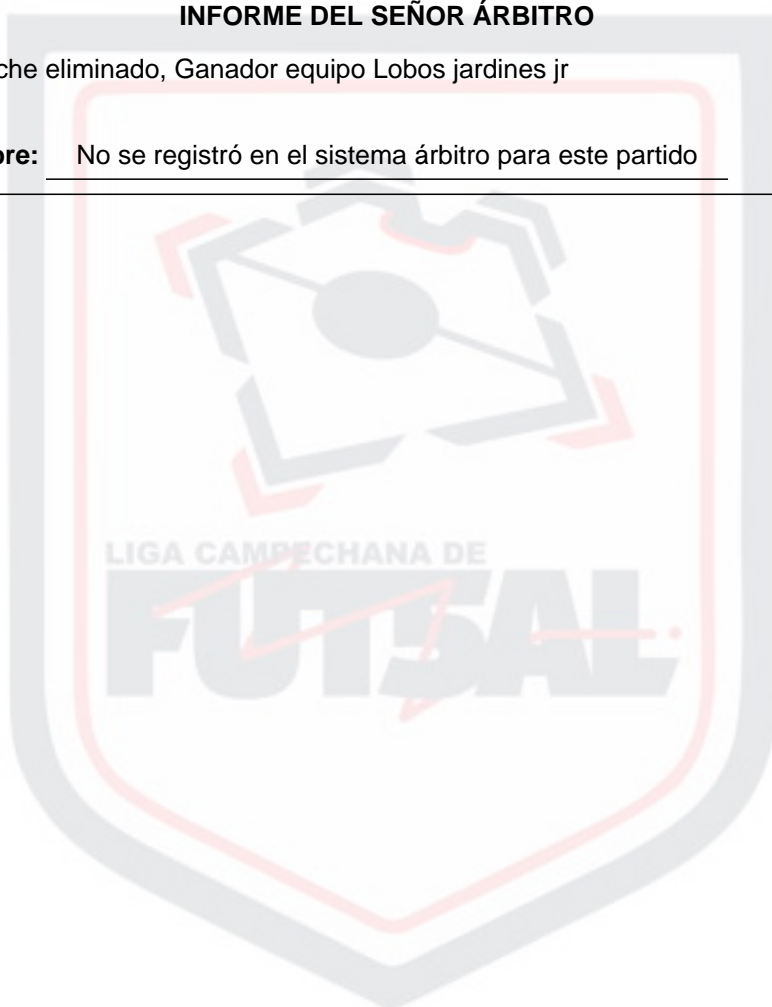 INFORME DEL SEÑOR ÁRBITRO
che eliminado, Ganador equipo Lobos jardines jr
bre: No se registró en el sistema árbitro para este partido
LIGA CAMPECHANA DE
FUTSAL